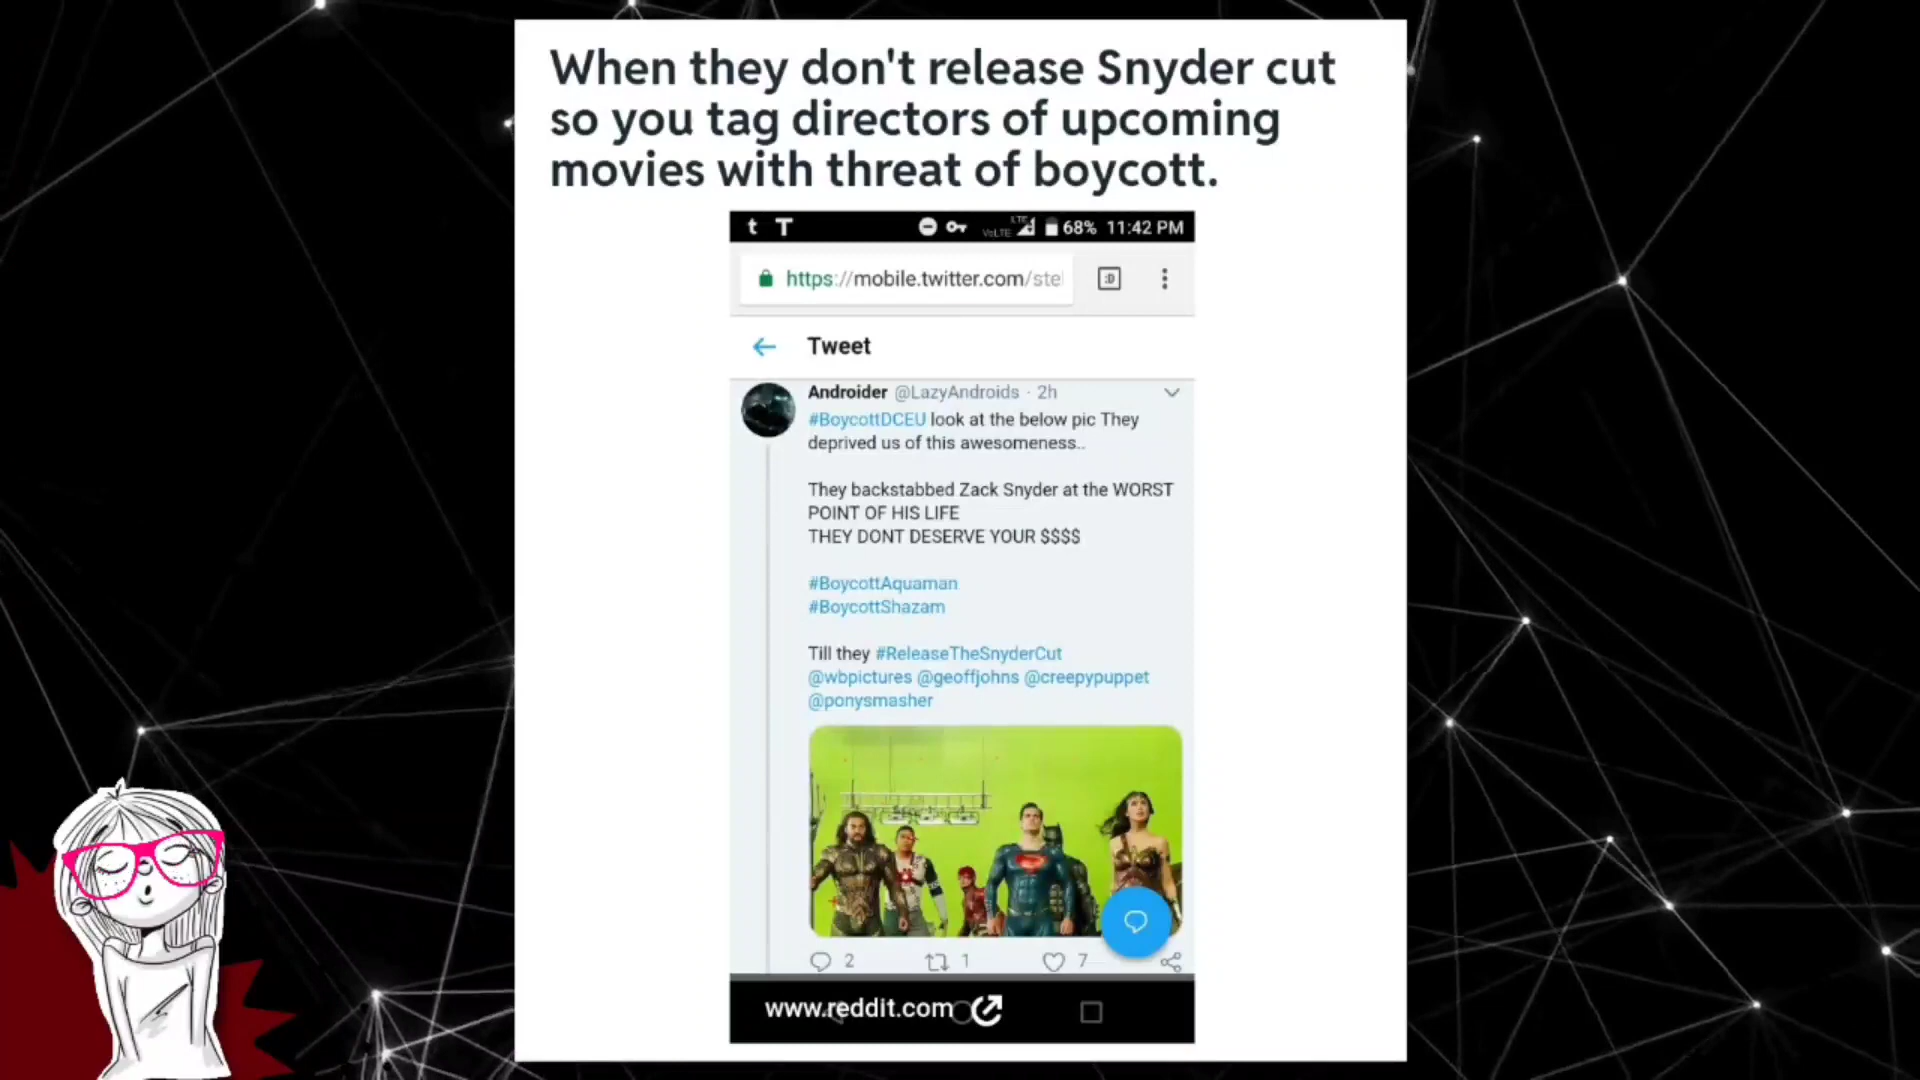 When they don't release Snyder cut
so you tag directors of upcoming
movies with threat of boycott.
t T LTE VoLTE 68% 11:42 PM
https://mobile.twitter.com/ste :D
Tweet
Androider @LazyAndroids · 2h
#BoycottDCEU look at the below pic They
deprived us of this awesomeness..
They backstabbed Zack Snyder at the WORST
POINT OF HIS LIFE
THEY DONT DESERVE YOUR $$$$
#BoycottAquaman
#BoycottShazam
Till they #ReleaseTheSnyderCut
@wbpictures @geoffjohns @creepypuppet
@ponysmasher
2 1 7
www.reddit.com